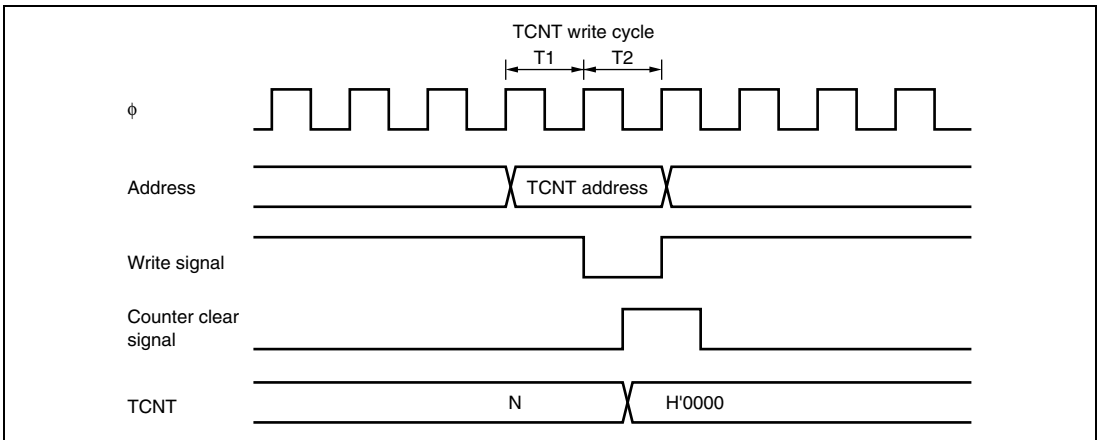 TCNT write cycle
T1 T2
ϕ
Address
TCNT address
Write signal
Counter clear
signal
TCNT
N
H'0000